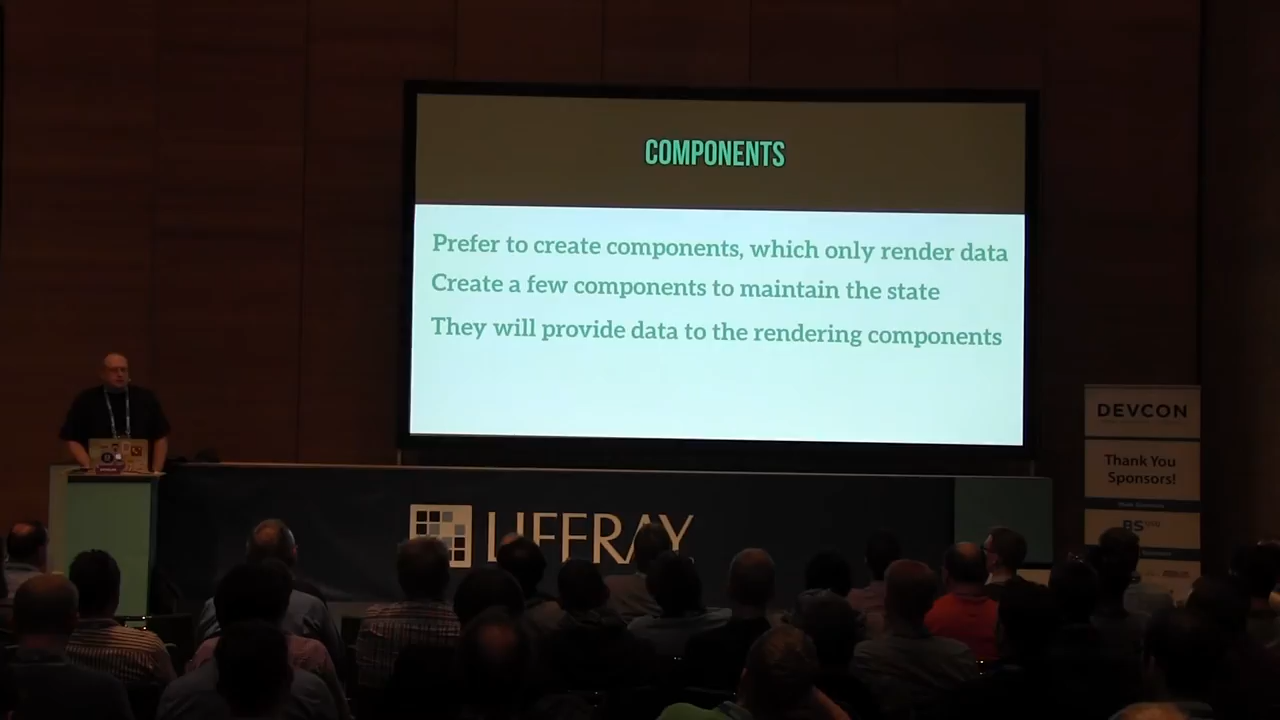 COMPONENTS
Prefer to create components, which only render data
Create a few components to maintain the state
They will provide data to the rendering components
DEVCON
Thank You
Sponsors!
BS
LIFERAY